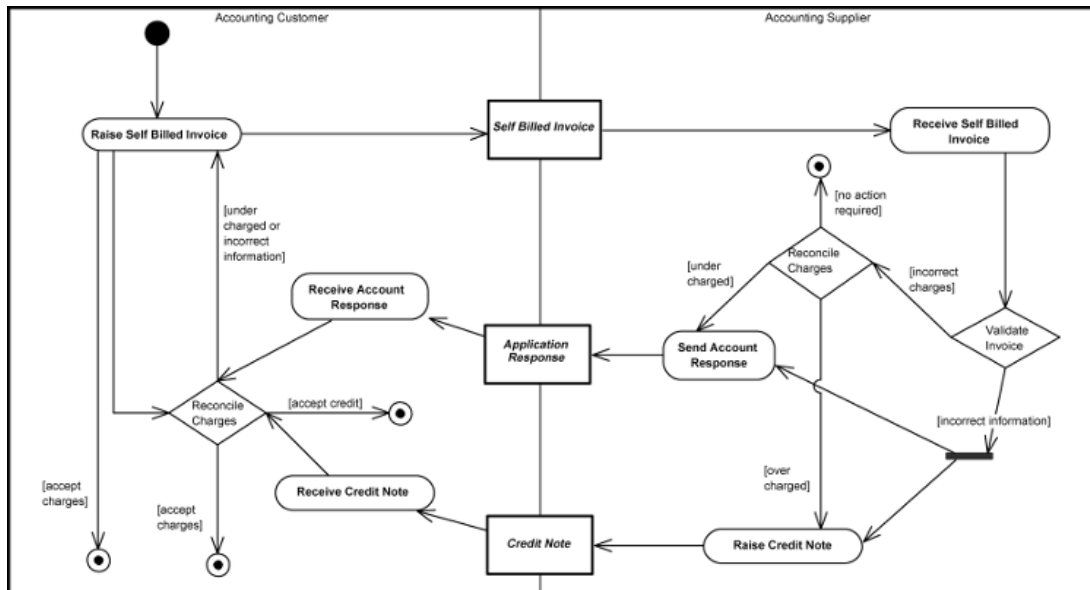 Accounting Customer
Accounting Supplier
Raise Self Billed Invoice
Self Billed Invoice
Receive Self Billed
Invoice
[no action
required]
[under
charged or
incorrect
information]
Reconcile
Charges
[under
charged]
[incorrect
charges]
Receive Account
Response
Application
Response
Send Account
Response
Validate
Invoice
Reconcile
Charges
[accept credit]
[incorrect information]
[over
charged]
[accept
charges]
Receive Credit Note
[accept
charges]
Credit Note
Raise Credit Note